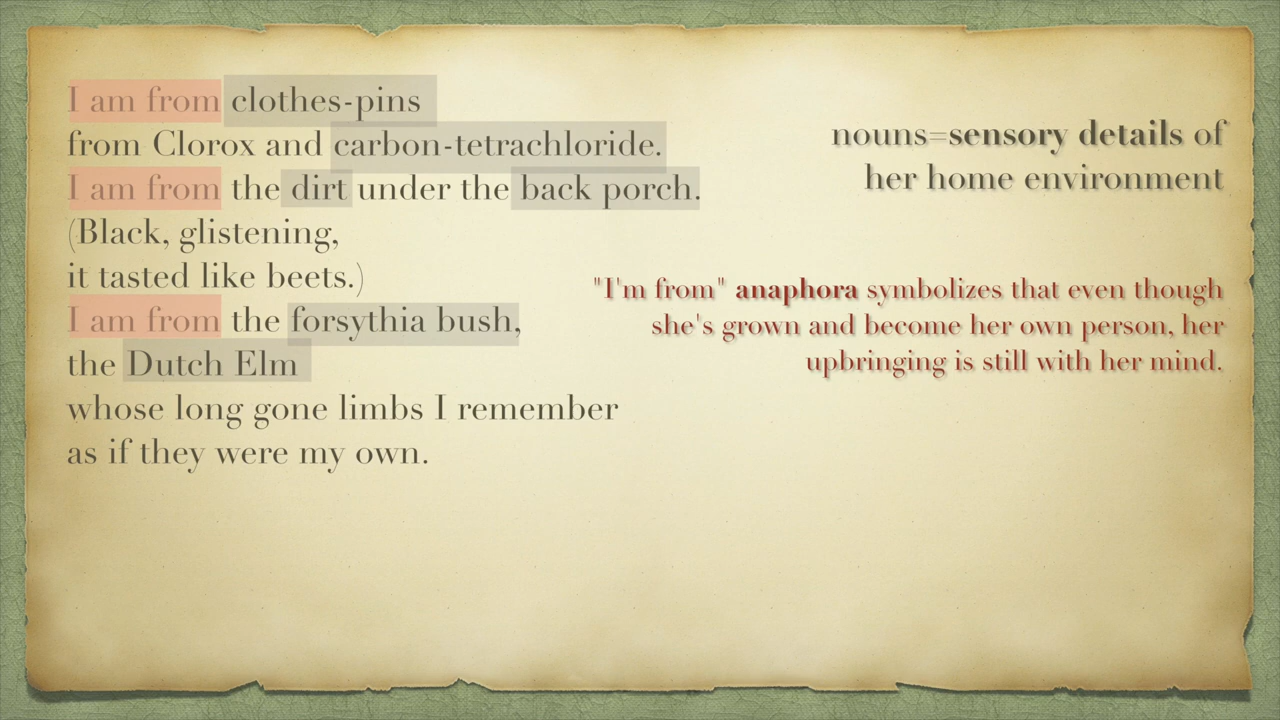 I am from clothes-pins
from Clorox and carbon-tetrachloride.
I am from the dirt under the back porch.
(Black, glistening,
it tasted like beets.)
I am from the forsythia bush,
the Dutch Elm
whose long gone limbs I remember
as if they were my own.
nouns=sensory details of
her home environment
"I'm from" anaphora symbolizes that even though
she's grown and become her own person, her
upbringing is still with her mind.